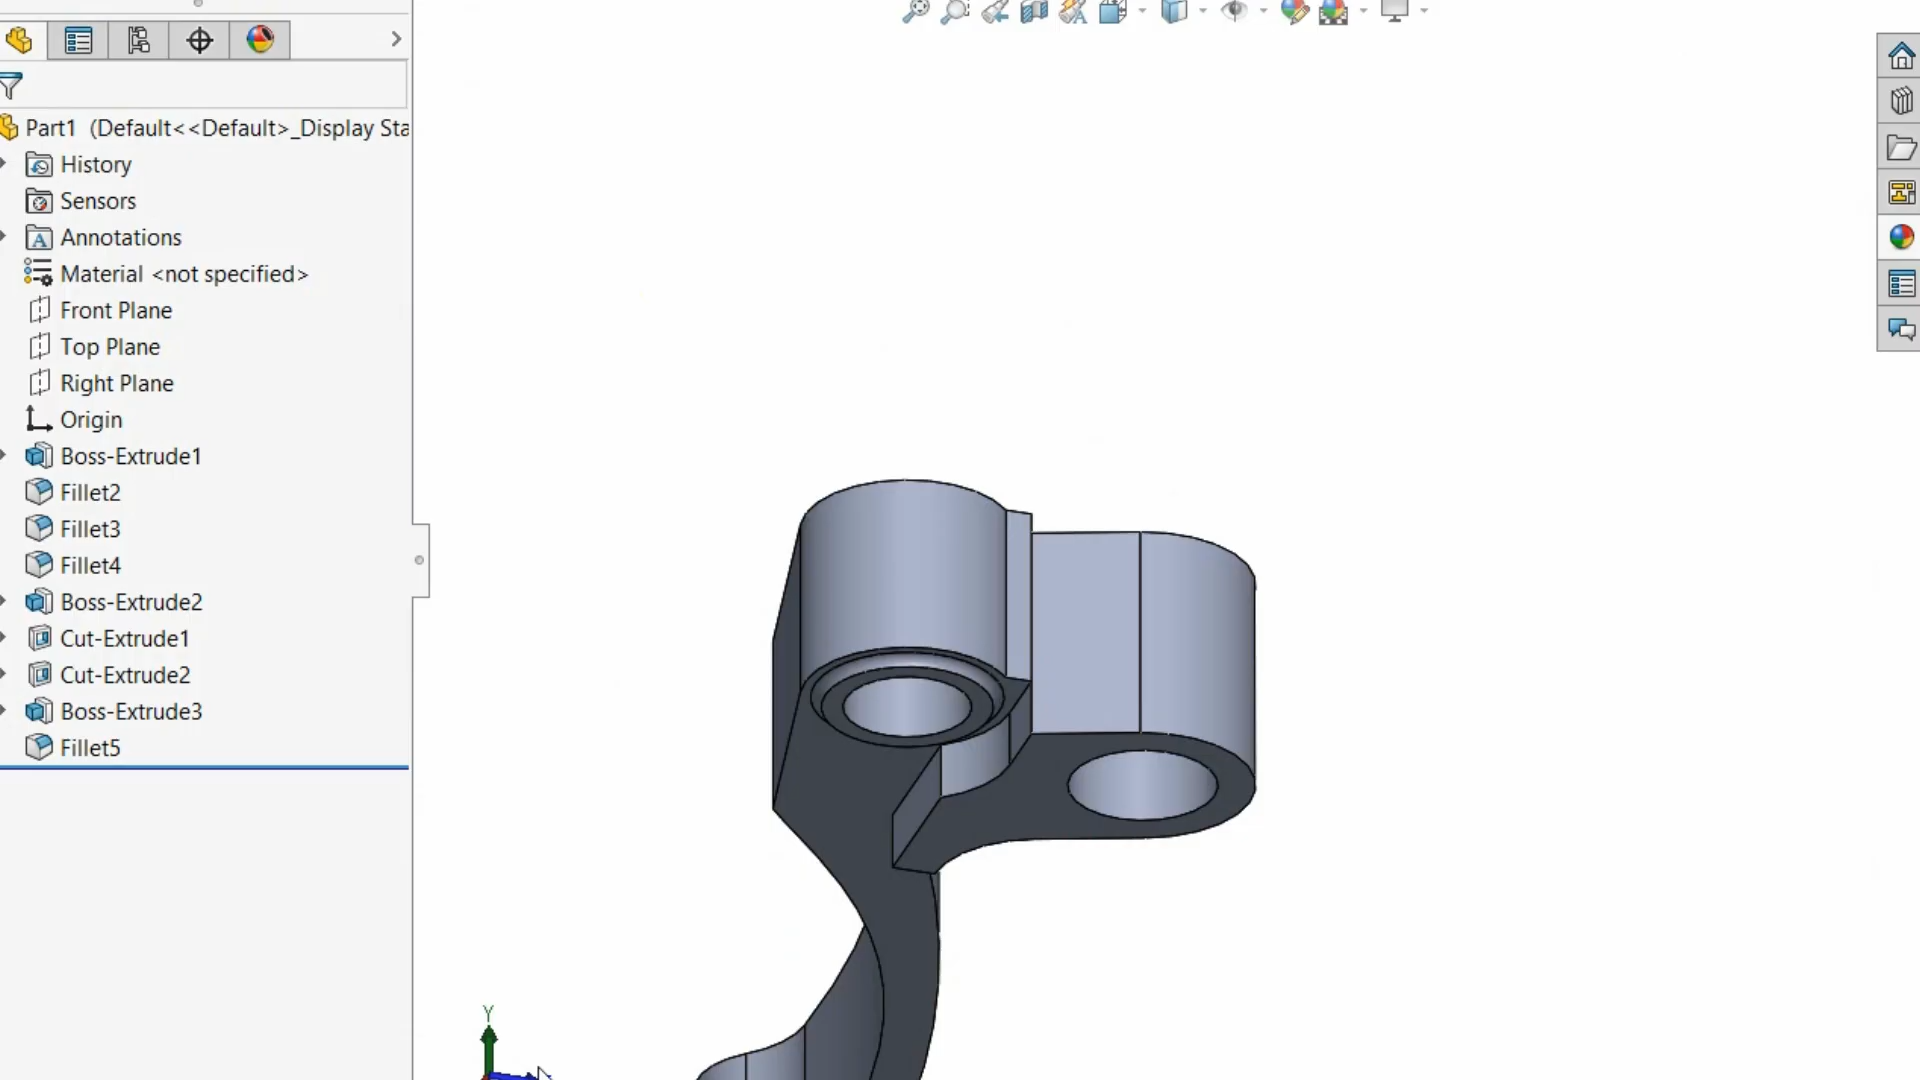 Part1 (Default<<Default>_Display Sta
History
Sensors
Annotations
Material <not specified>
Front Plane
Top Plane
Right Plane
Origin
Boss-Extrude1
Fillet2
Fillet3
Fillet4
Boss-Extrude2
Cut-Extrude1
Cut-Extrude2
Boss-Extrude3
Fillet5
Y